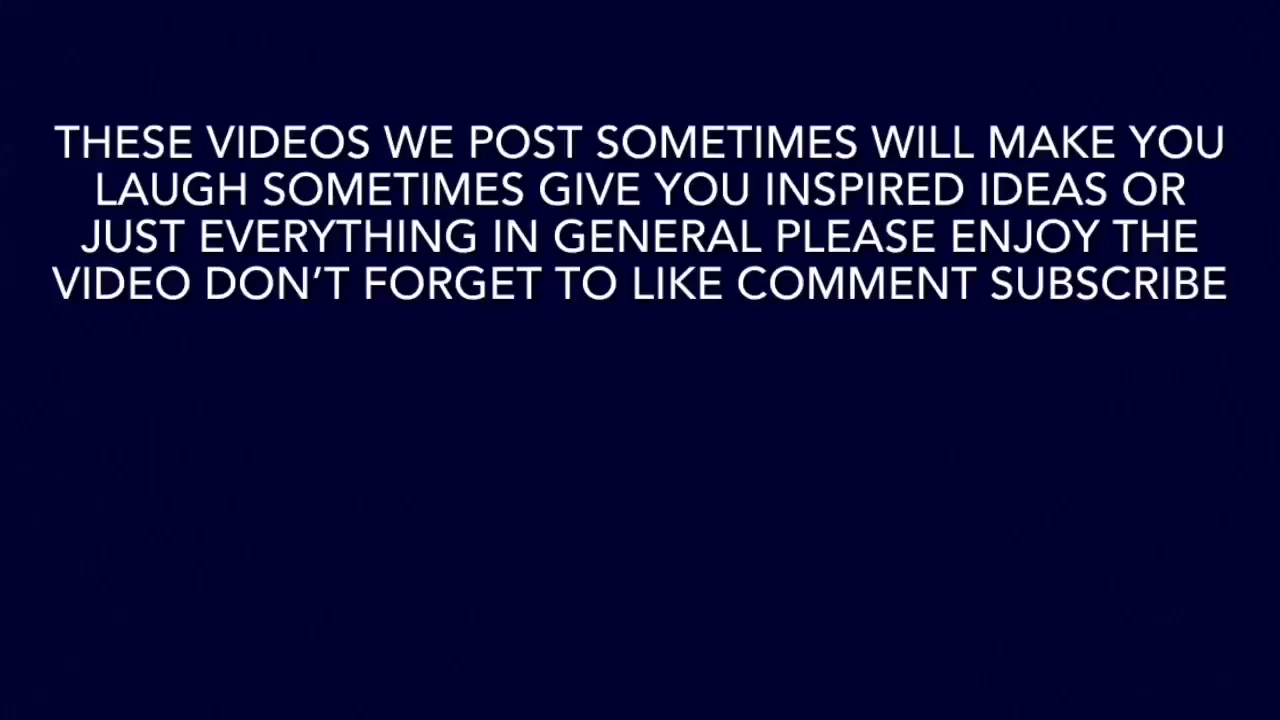 THESE VIDEOS WE POST SOMETIMES WILL MAKE YOU
LAUGH SOMETIMES GIVE YOU INSPIRED IDEAS OR
JUST EVERYTHING IN GENERAL PLEASE ENJOY THE
VIDEO DON’T FORGET TO LIKE COMMENT SUBSCRIBE